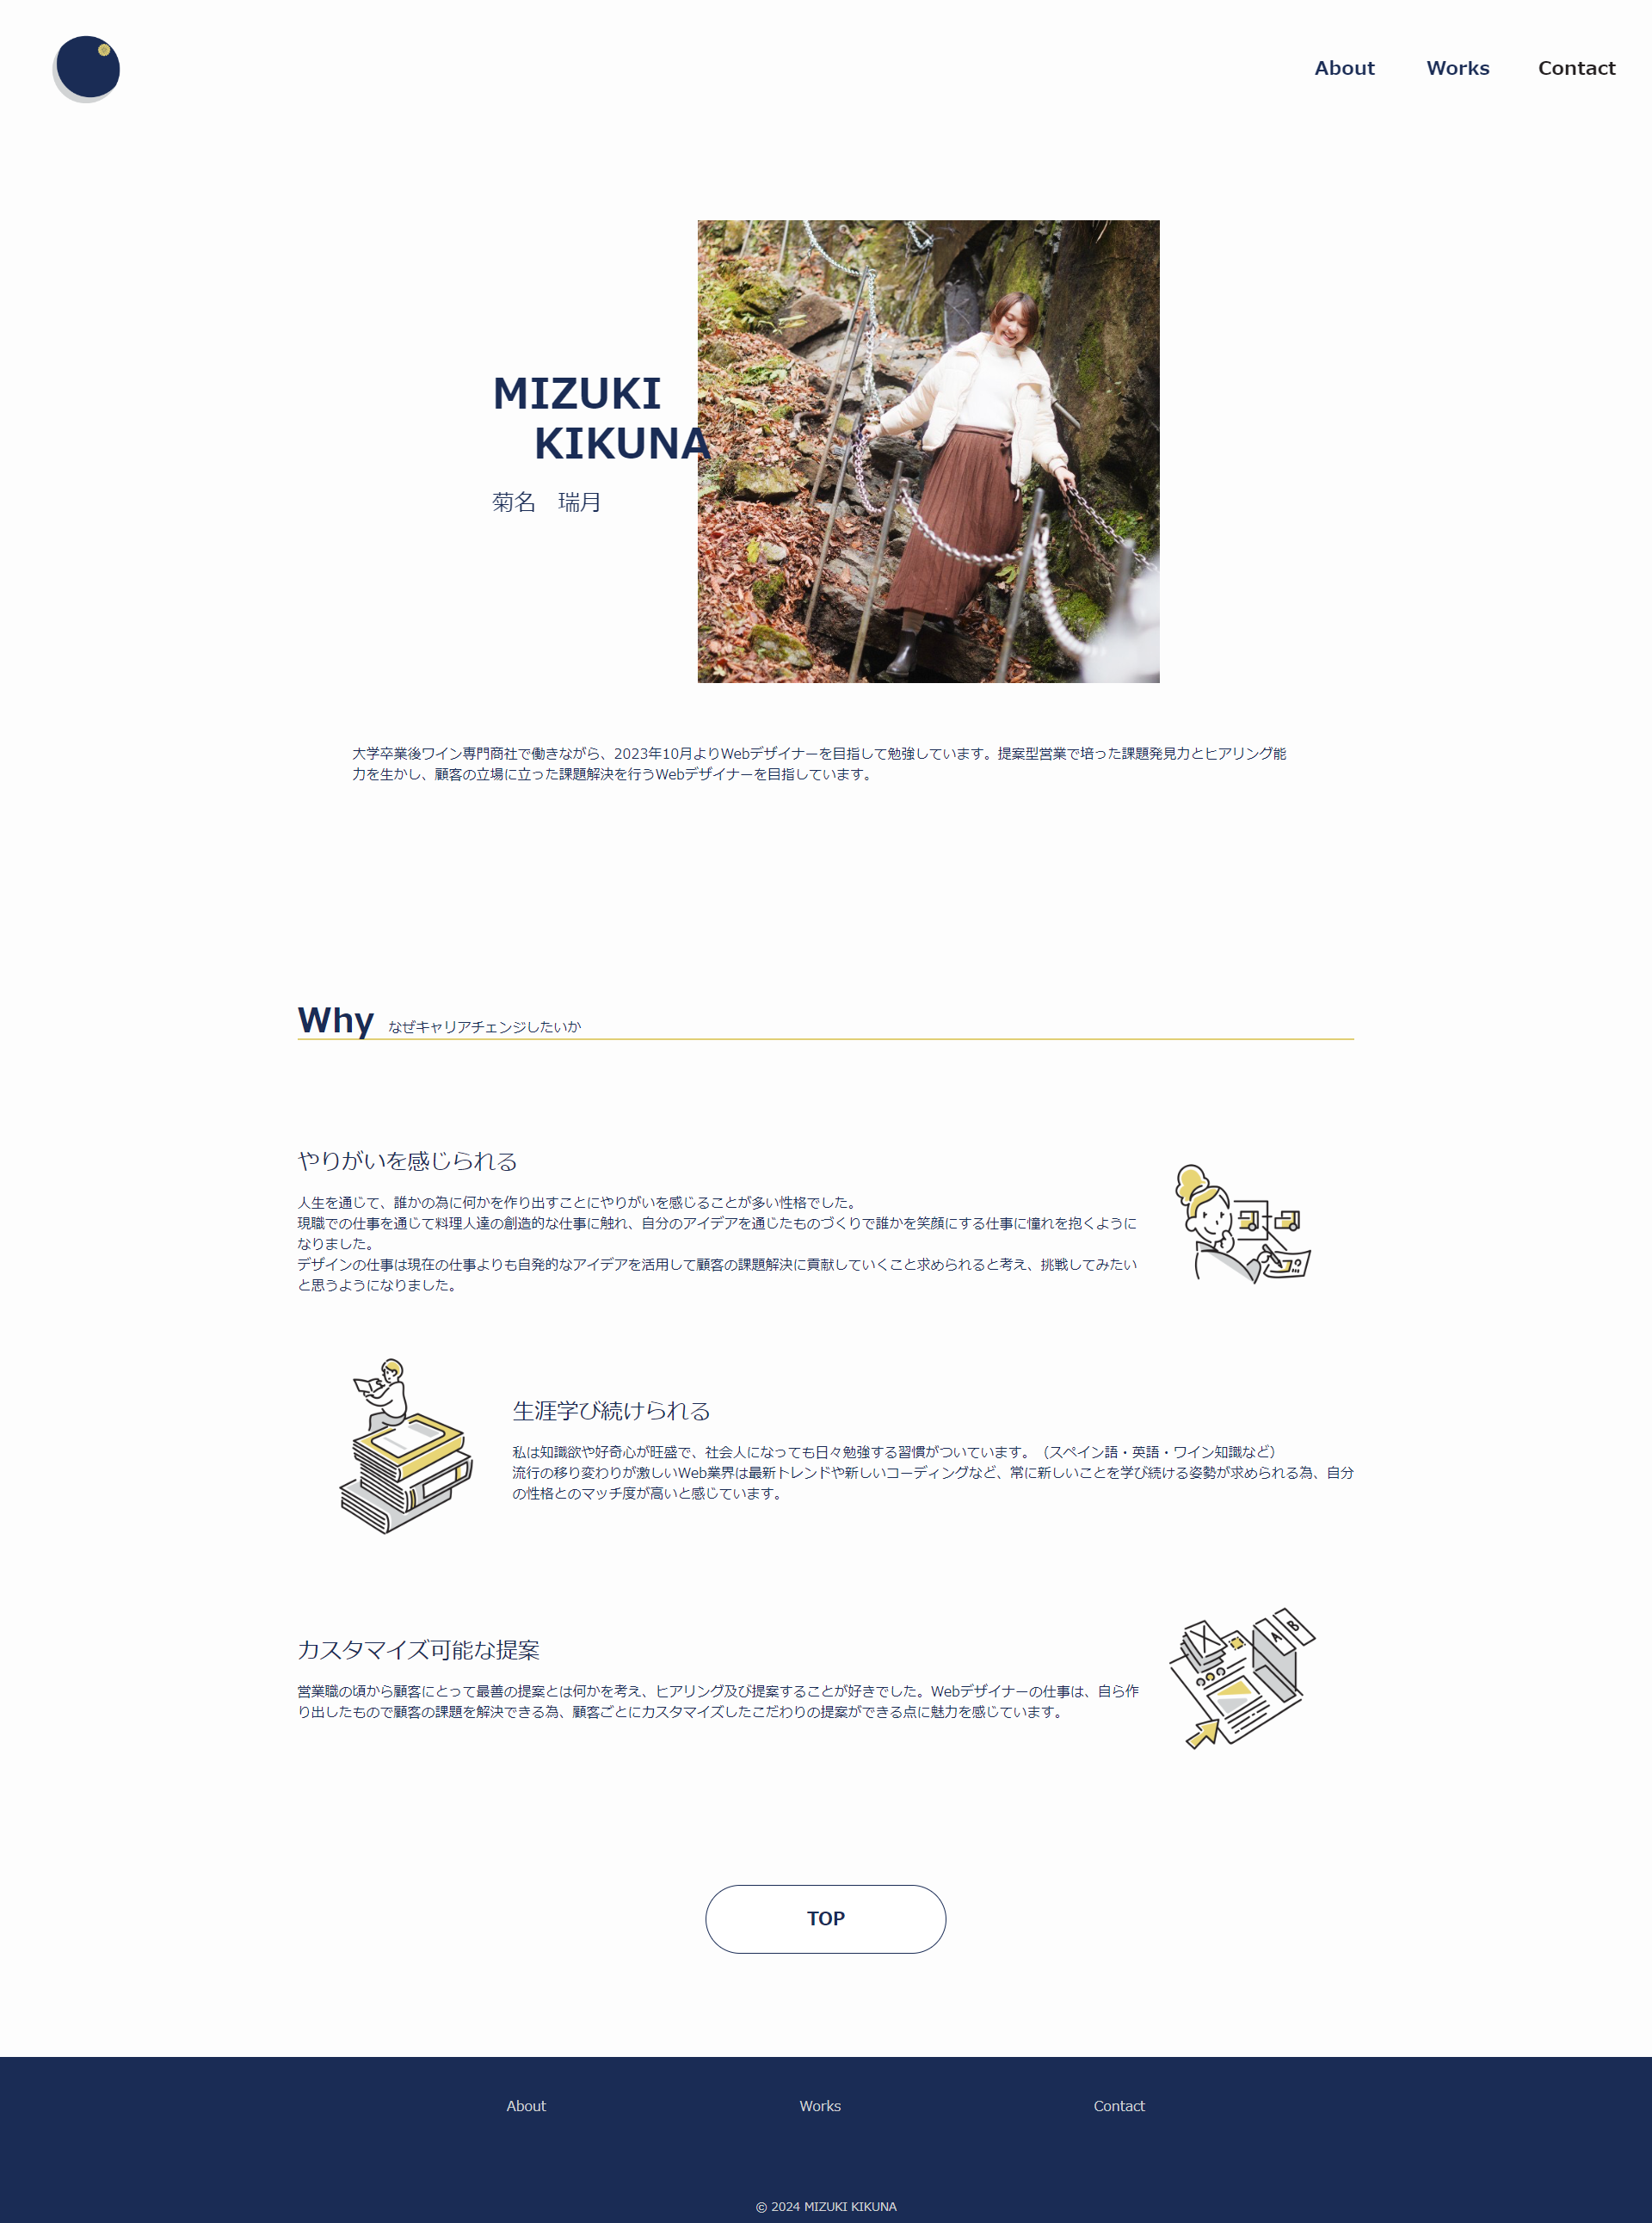 About Works Contact
MIZUKI
KIKUNA
菊名　瑞月
大学卒業後ワイン専門商社で働きながら、2023年10月よりWebデザイナーを目指して勉強しています。提案型営業で培った課題発見力とヒアリング能
力を生かし、顧客の立場に立った課題解決を行うWebデザイナーを目指しています。
Why なぜキャリアチェンジしたいか
やりがいを感じられる
人生を通じて、誰かの為に何かを作り出すことにやりがいを感じることが多い性格でした。
現職での仕事を通じて料理人達の創造的な仕事に触れ、自分のアイデアを通じたものづくりで誰かを笑顔にする仕事に憧れを抱くように
なりました。
デザインの仕事は現在の仕事よりも自発的なアイデアを活用して顧客の課題解決に貢献していくこと求められると考え、挑戦してみたい
と思うようになりました。
生涯学び続けられる
私は知識欲や好奇心が旺盛で、社会人になっても日々勉強する習慣がついています。（スペイン語・英語・ワイン知識など）
流行の移り変わりが激しいWeb業界は最新トレンドや新しいコーディングなど、常に新しいことを学び続ける姿勢が求められる為、自分
の性格とのマッチ度が高いと感じています。
A B
カスタマイズ可能な提案
営業職の頃から顧客にとって最善の提案とは何かを考え、ヒアリング及び提案することが好きでした。Webデザイナーの仕事は、自ら作
り出したもので顧客の課題を解決できる為、顧客ごとにカスタマイズしたこだわりの提案ができる点に魅力を感じています。
TOP
About Works Contact
© 2024 MIZUKI KIKUNA